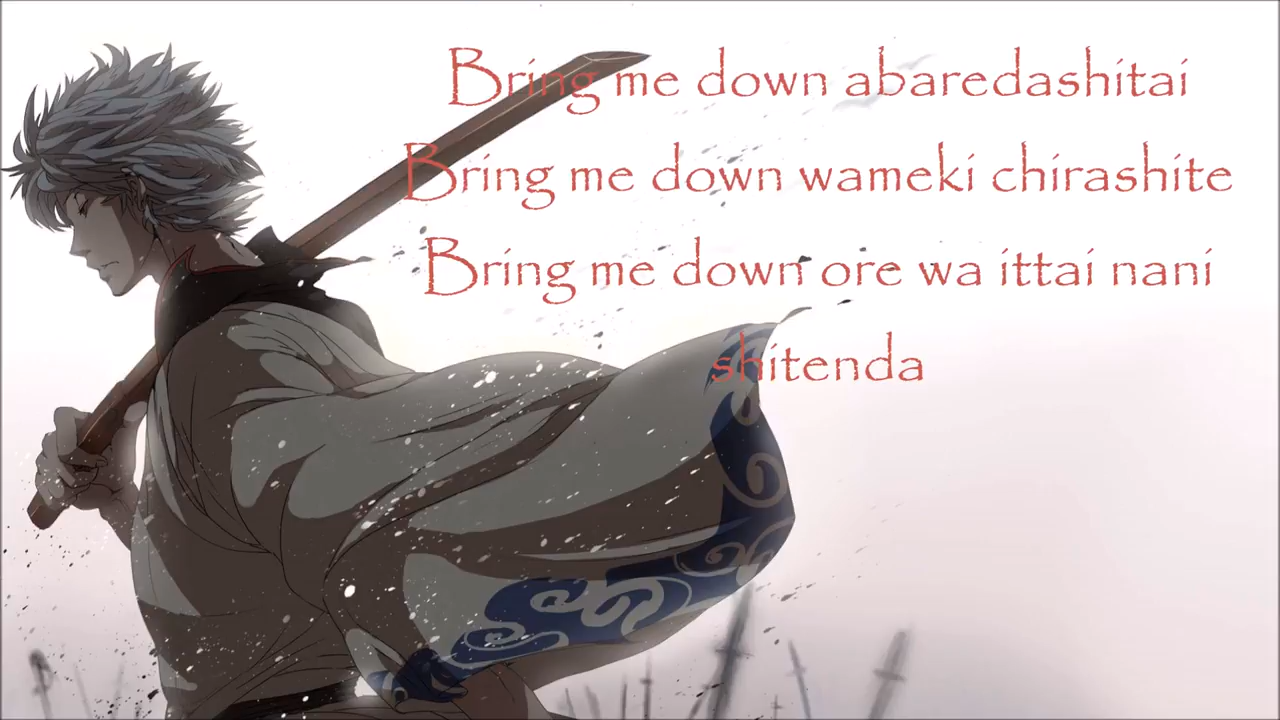 Bring me down abaredashitai
Bring me down wameki chirashite
Bring me down ore wa ittai nani
shitenda